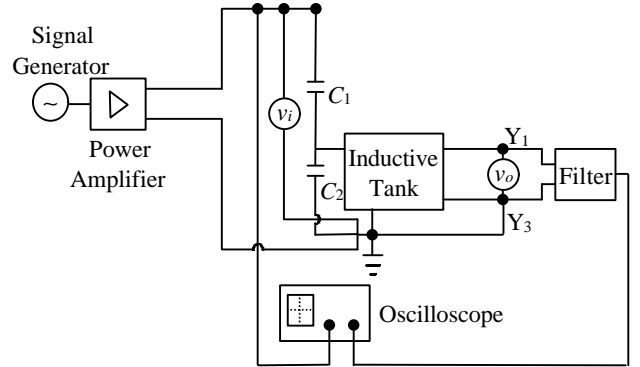 Signal
Generator
~
Power
Amplifier
vi
C1
C2
Inductive
Tank
Y1
vo
Y3
Filter
Oscilloscope